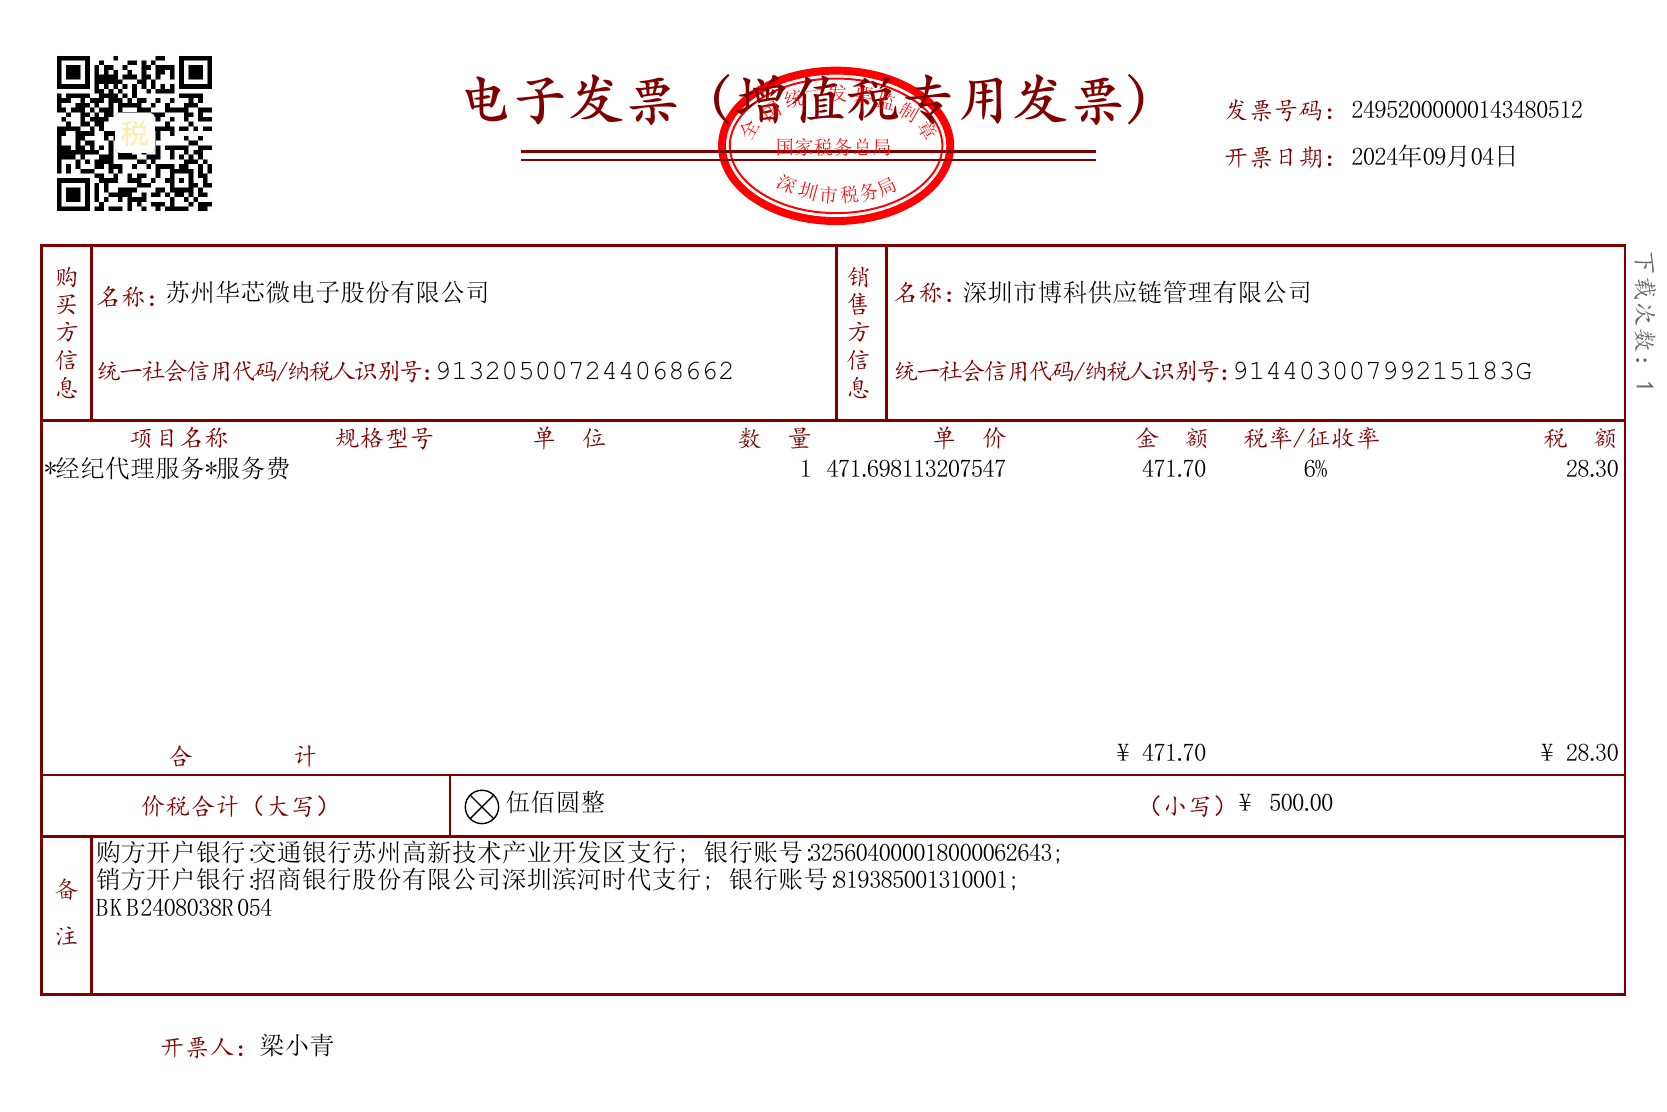 税
电子发票（增值税专用发票）
全国统一发票监制章
国家税务总局
深圳市税务局
发票号码：24952000000143480512
开票日期：2024年09月04日
下载次数：1
购买方信息
名称：苏州华芯微电子股份有限公司
统一社会信用代码/纳税人识别号：913205007244068662
销售方信息
名称：深圳市博科供应链管理有限公司
统一社会信用代码/纳税人识别号：91440300799215183G
项目名称 规格型号 单 位 数 量 单 价 金 额 税率/征收率 税 额
*经纪代理服务*服务费 1 471.698113207547 471.70 6% 28.30
合 计 ¥ 471.70 ¥ 28.30
价税合计（大写） 伍佰圆整 （小写）¥ 500.00
备注
购方开户银行:交通银行苏州高新技术产业开发区支行; 银行账号:325604000018000062643;
销方开户银行:招商银行股份有限公司深圳滨河时代支行; 银行账号:819385001310001;
BKB2408038R054
开票人：梁小青